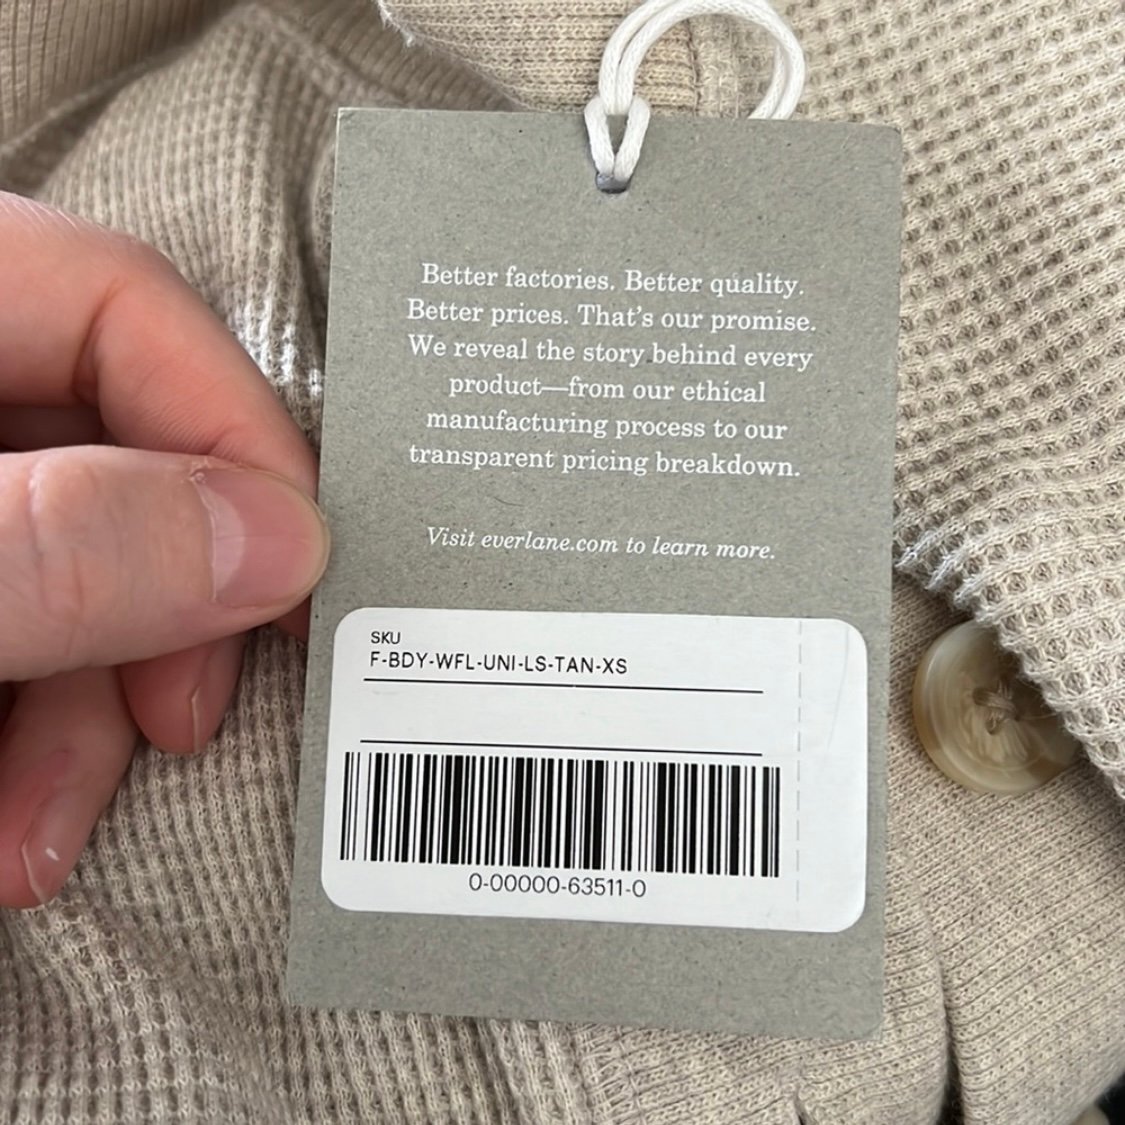 Better factories. Better quality.
Better prices. That's our promise.
We reveal the story behind every
product—from our ethical
manufacturing process to our
transparent pricing breakdown.
Visit everlane.com to learn more.
SKU
F-BDY-WFL-UNI-LS-TAN-XS
0-00000-63511-0